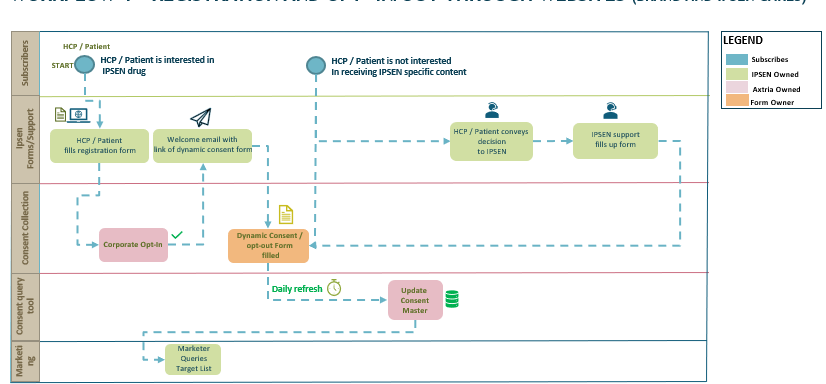 (BRAND AND IPSEN CARES)
LEGEND
Subscribes
IPSEN Owned
Axtria Owned
Form Owner
Subscribers
HCP / Patient
START
HCP / Patient is interested in
IPSEN drug
HCP / Patient is not interested
In receiving IPSEN specific content
Ipsen
Forms/Support
HCP / Patient
fills registration form
Welcome email with
link of dynamic consent form
HCP / Patient conveys
decision
to IPSEN
IPSEN support
fills up form
Consent Collection
Corporate Opt-In
Dynamic Consent /
opt-out Form
filled
Consent query
tool
Daily refresh
Update
Consent
Master
Marketi
ng
Marketer
Queries
Target List